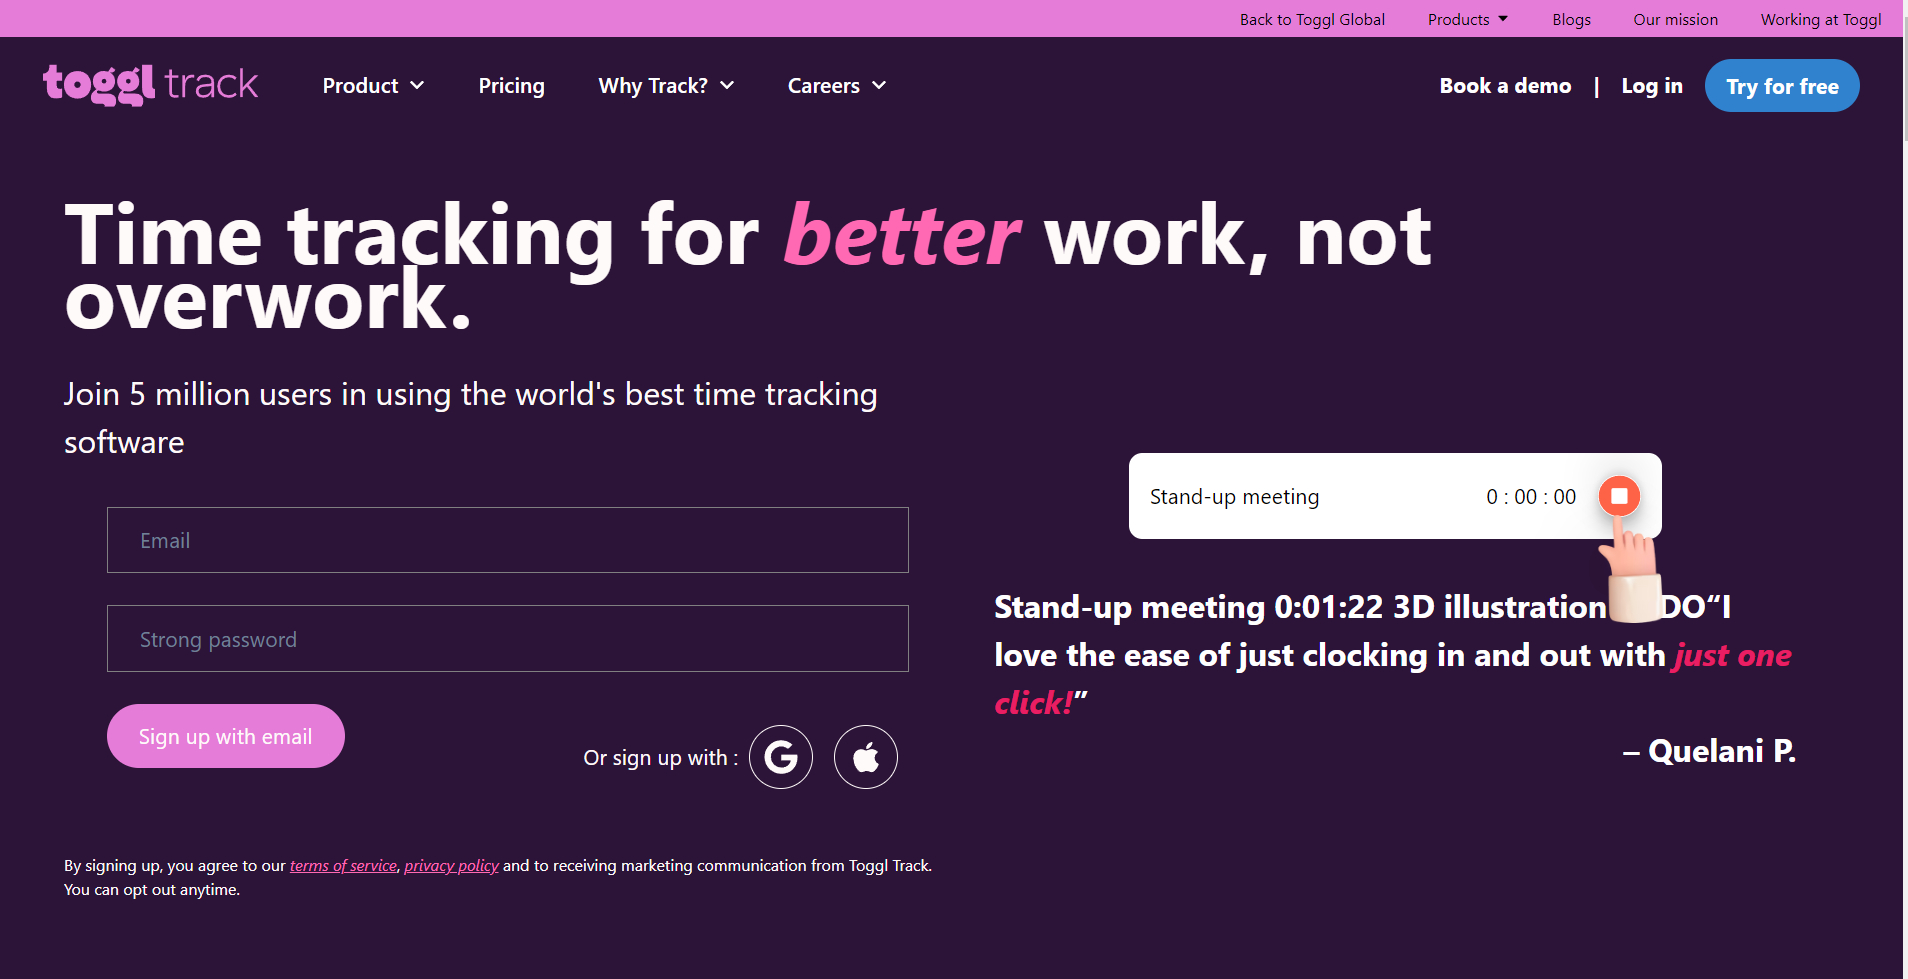 Back to Toggl Global Products Blogs Our mission Working at Toggl
toggl track Product Pricing Why Track? Careers Book a demo | Log in Try for free
Time tracking for better work, not
overwork.
Join 5 million users in using the world's best time tracking
software
Email
Strong password
Sign up with email
Or sign up with :
By signing up, you agree to our terms of service, privacy policy and to receiving marketing communication from Toggl Track.
You can opt out anytime.
Stand-up meeting 0 : 00 : 00
Stand-up meeting 0:01:22 3D illustration DO“I
love the ease of just clocking in and out with just one
click!”
– Quelani P.